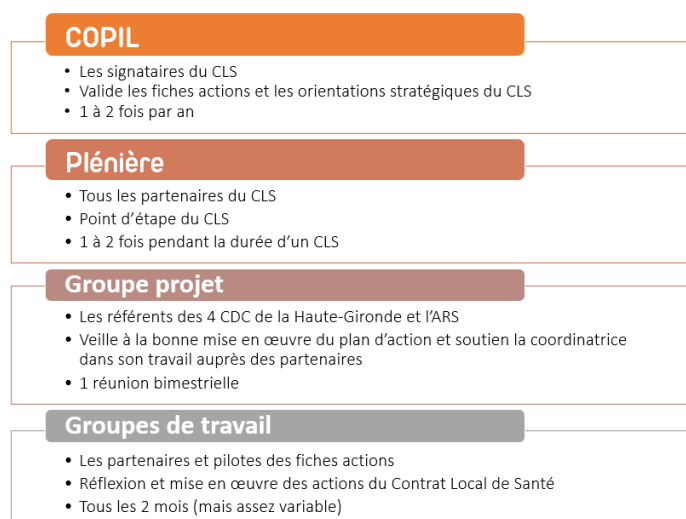 COPIL
• Les signataires du CLS
• Valide les fiches actions et les orientations stratégiques du CLS
• 1 à 2 fois par an
Plénière
• Tous les partenaires du CLS
• Point d’étape du CLS
• 1 à 2 fois pendant la durée d’un CLS
Groupe projet
• Les référents des 4 CDC de la Haute-Gironde et l’ARS
• Veille à la bonne mise en œuvre du plan d’action et soutien la coordinatrice
dans son travail auprès des partenaires
• 1 réunion bimestrielle
Groupes de travail
• Les partenaires et pilotes des fiches actions
• Réflexion et mise en œuvre des actions du Contrat Local de Santé
• Tous les 2 mois (mais assez variable)